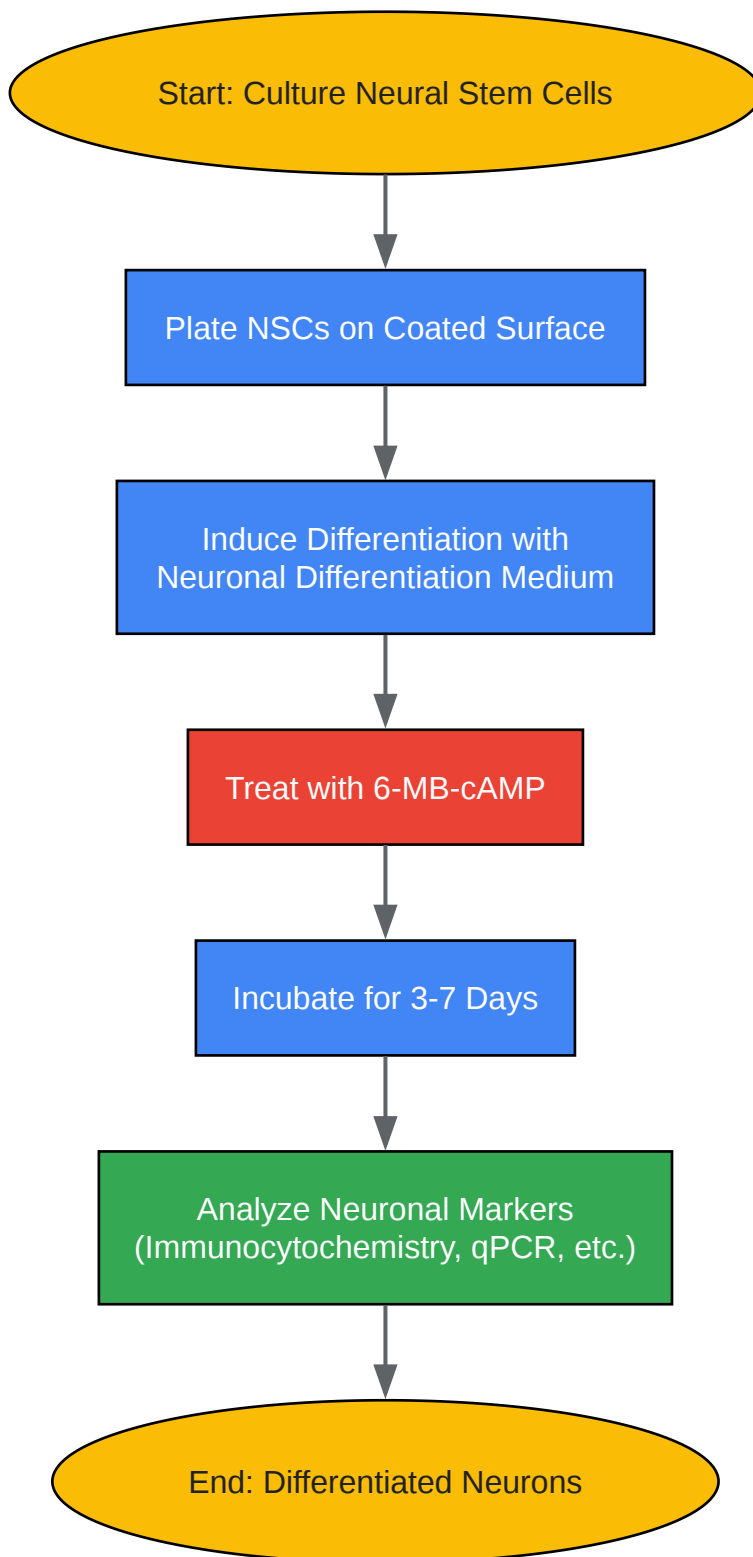 Start: Culture Neural Stem Cells
Plate NSCs on Coated Surface
Induce Differentiation with
Neuronal Differentiation Medium
Treat with 6-MB-cAMP
Incubate for 3-7 Days
Analyze Neuronal Markers
(Immunocytochemistry, qPCR, etc.)
End: Differentiated Neurons